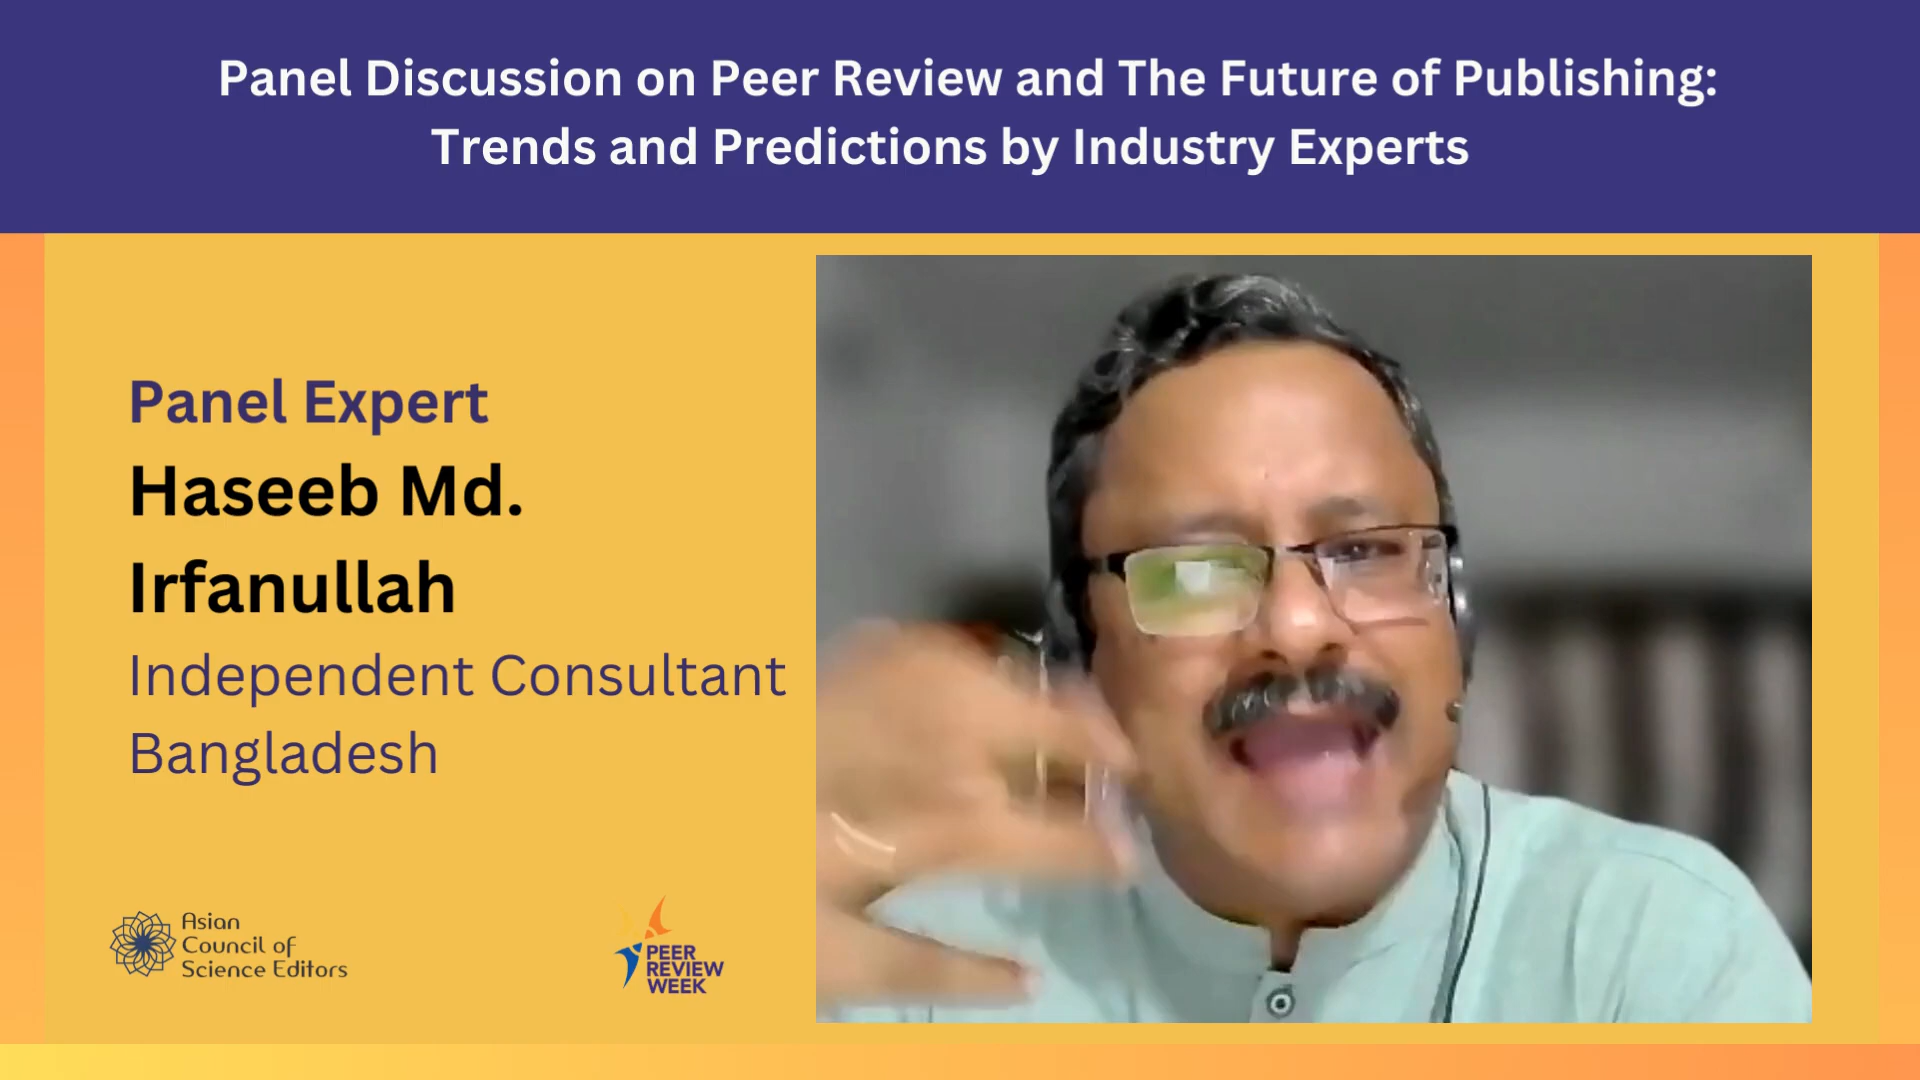 Panel Discussion on Peer Review and The Future of Publishing:
Trends and Predictions by Industry Experts
Panel Expert
Haseeb Md.
Irfanullah
Independent Consultant
Bangladesh
Asian
Council of
Science Editors
PEER
REVIEW
WEEK